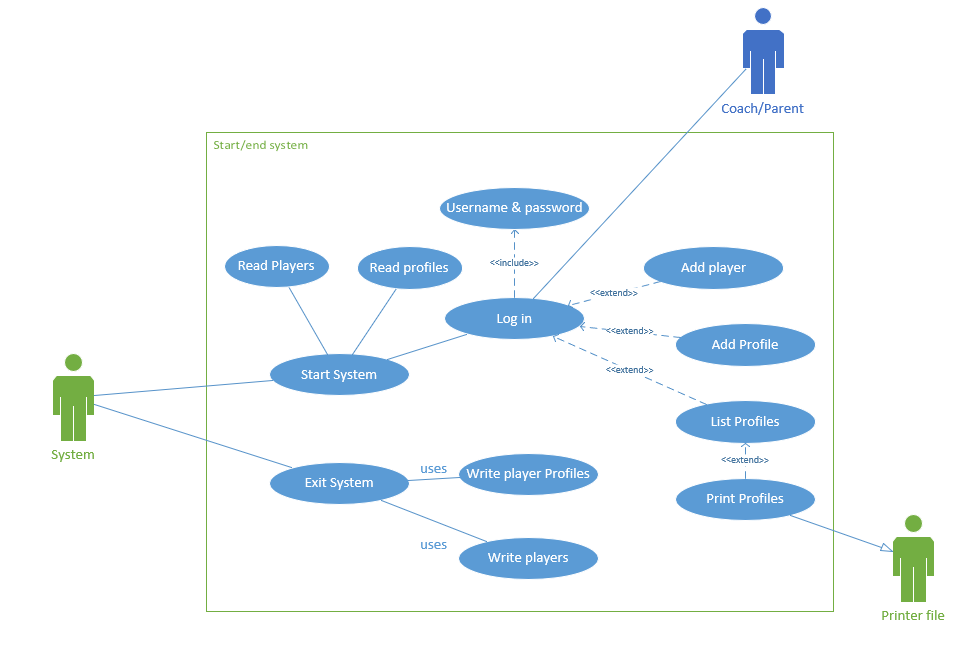 Coach/Parent
Start/end system
Username & password
<<include>>
Read Players
Read profiles
Add player
<<extend>>
Log in
<<extend>>
Add Profile
Start System
<<extend>>
List Profiles
System
<<extend>>
uses
Write player Profiles
Exit System
Print Profiles
uses
Write players
Printer file